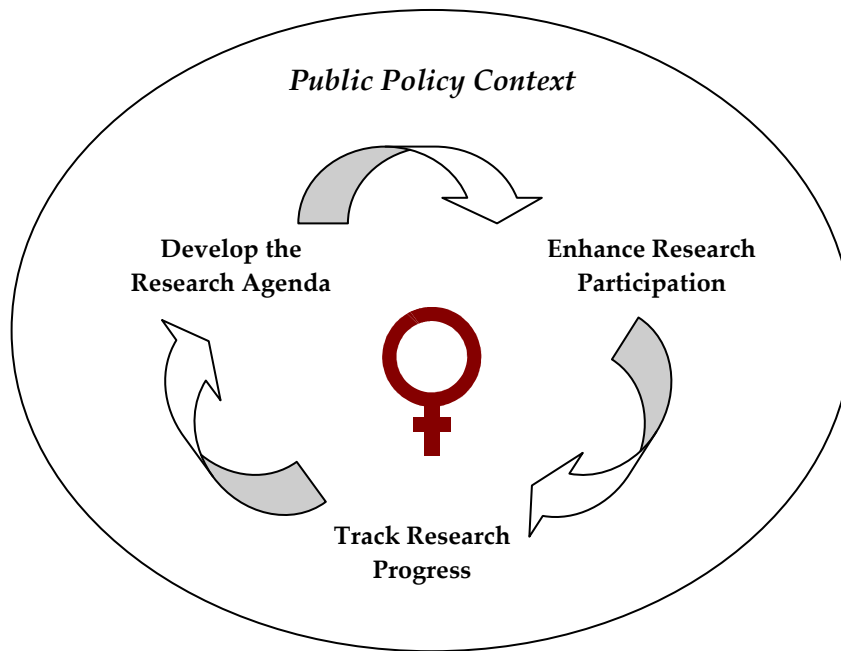 Public Policy Context
Develop the
Research Agenda
Enhance Research
Participation
Track Research
Progress